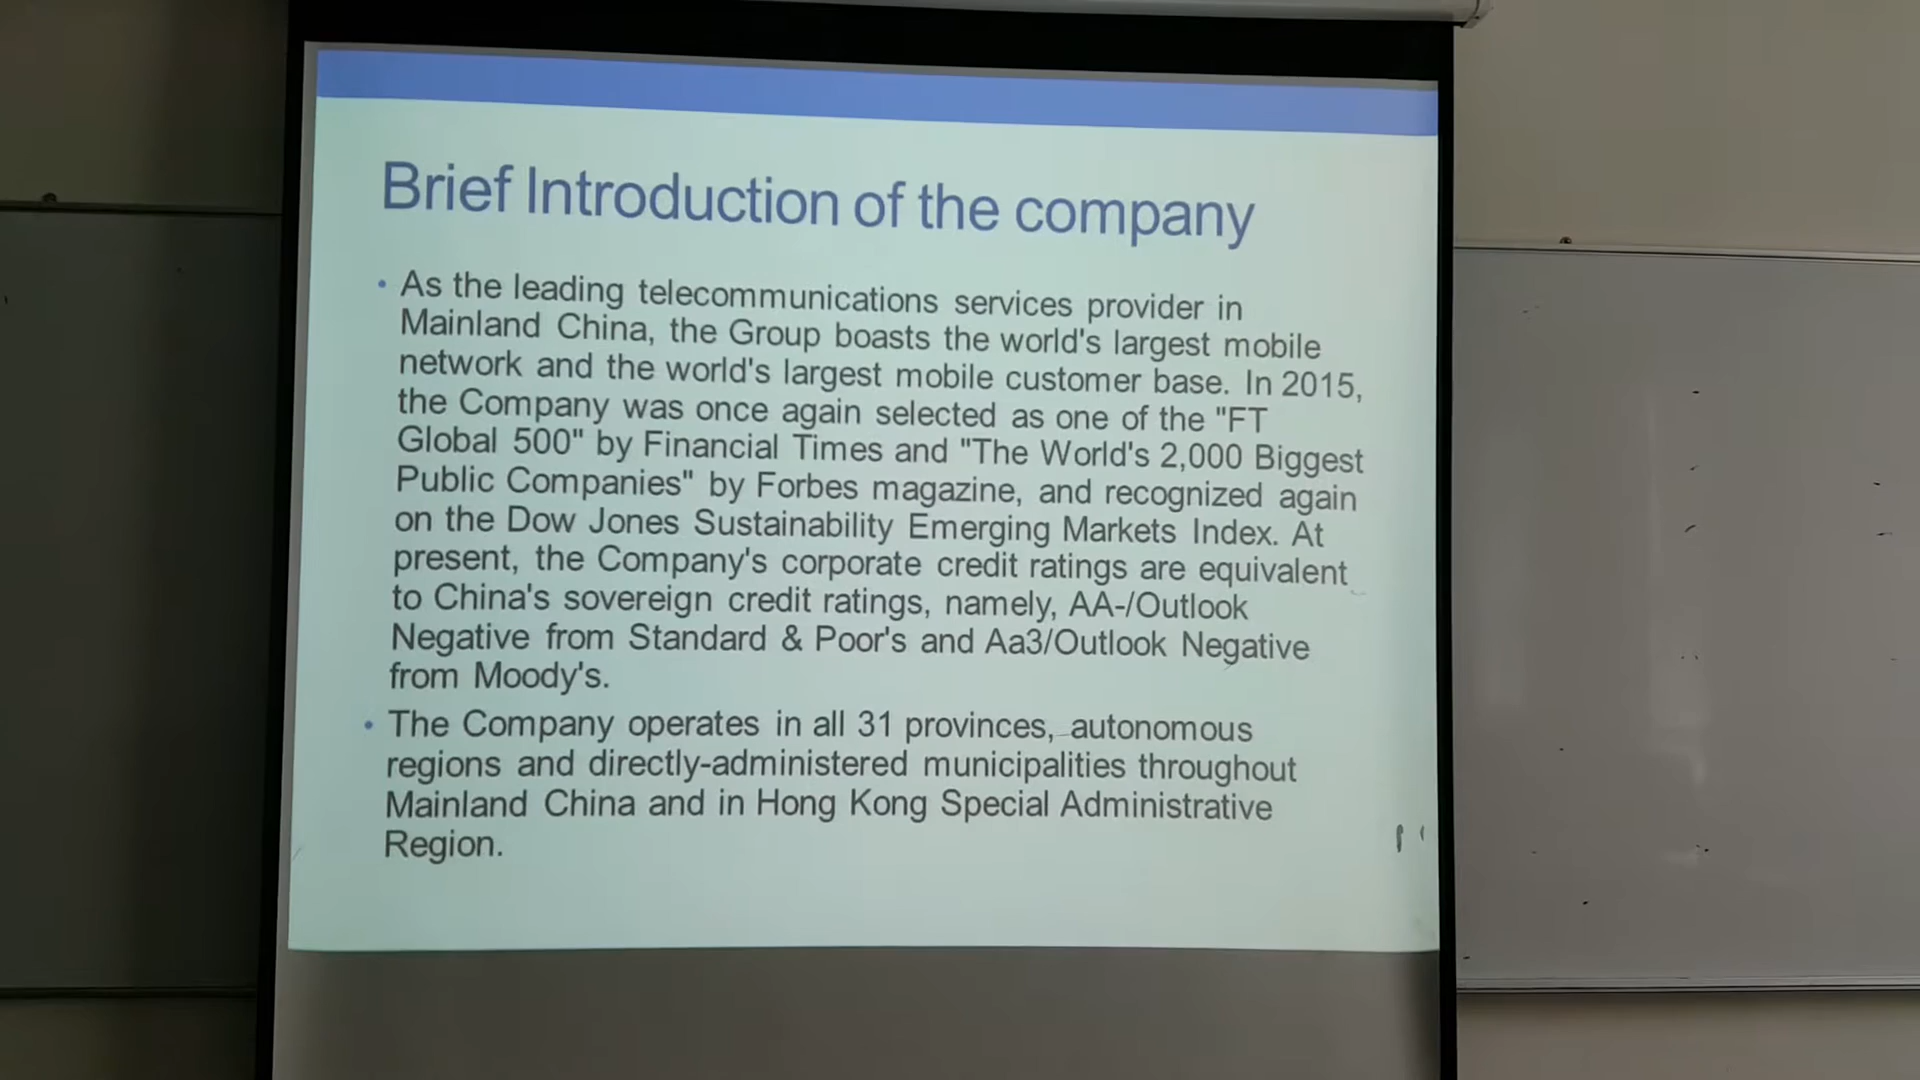 Brief Introduction of the company
• As the leading telecommunications services provider in
Mainland China, the Group boasts the world's largest mobile
network and the world's largest mobile customer base. In 2015,
the Company was once again selected as one of the "FT
Global 500" by Financial Times and "The World's 2,000 Biggest
Public Companies" by Forbes magazine, and recognized again
on the Dow Jones Sustainability Emerging Markets Index. At
present, the Company's corporate credit ratings are equivalent
to China's sovereign credit ratings, namely, AA-/Outlook
Negative from Standard & Poor's and Aa3/Outlook Negative
from Moody's.
• The Company operates in all 31 provinces, autonomous
regions and directly-administered municipalities throughout
Mainland China and in Hong Kong Special Administrative
Region.